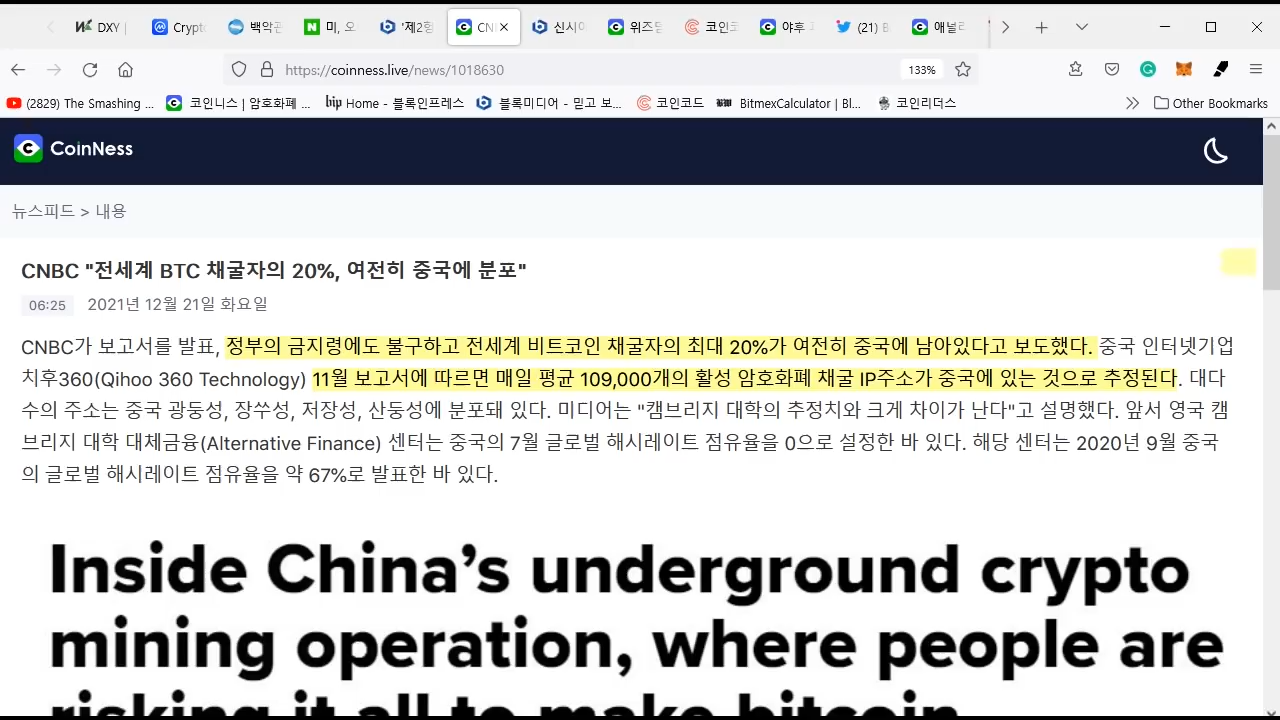 DXY
Crypt
백악곤
미, 오
'제2형
CN
신시아
위즈덤
코인코
야후
(21) B
애널리
https://coinness.live/news/1018630
133%
(2829) The Smashing ...
코인니스 | 암호화폐 ...
bip Home - 블록인프레스
블록미디어 - 믿고 보...
코인코드
BitmexCalculator | Bl...
코인리더스
Other Bookmarks
CoinNess
뉴스피드 > 내용
CNBC "전세계 BTC 채굴자의 20%, 여전히 중국에 분포"
06:25 2021년 12월 21일 화요일
CNBC가 보고서를 발표, 정부의 금지령에도 불구하고 전세계 비트코인 채굴자의 최대 20%가 여전히 중국에 남아있다고 보도했다. 중국 인터넷기업
치후360(Qihoo 360 Technology) 11월 보고서에 따르면 매일 평균 109,000개의 활성 암호화폐 채굴 IP주소가 중국에 있는 것으로 추정된다. 대다
수의 주소는 중국 광둥성, 장쑤성, 저장성, 산둥성에 분포돼 있다. 미디어는 "캠브리지 대학의 추정치와 크게 차이가 난다"고 설명했다. 앞서 영국 캠
브리지 대학 대체금융(Alternative Finance) 센터는 중국의 7월 글로벌 해시레이트 점유율을 0으로 설정한 바 있다. 해당 센터는 2020년 9월 중국
의 글로벌 해시레이트 점유율을 약 67%로 발표한 바 있다.
Inside China's underground crypto
mining operation, where people are
risking it all to make bitcoin